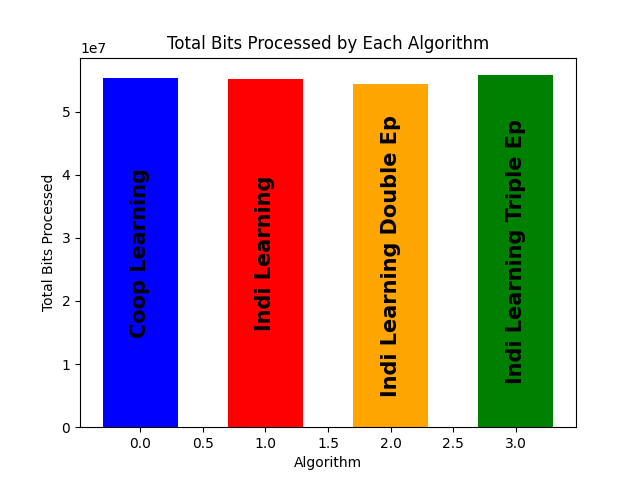 Total Bits Processed by Each Algorithm
1e7
Total Bits Processed
5
4
3
2
1
0
Coop Learning
Indi Learning
Indi Learning Double Ep
Indi Learning Triple Ep
0.0 0.5 1.0 1.5 2.0 2.5 3.0
Algorithm